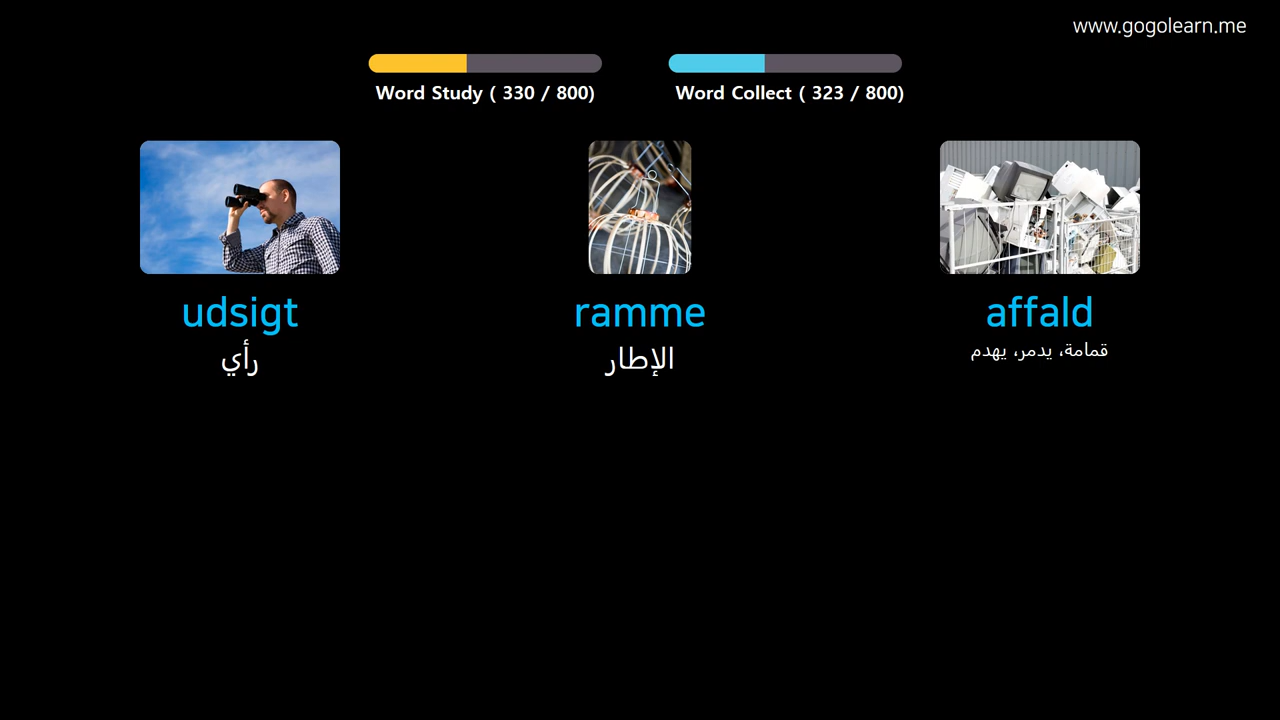 www.gogolearn.me
Word Study ( 330 / 800)
Word Collect ( 323 / 800)
udsigt
رأي
ramme
الإطار
affald
قمامة، يدمر، يهدم